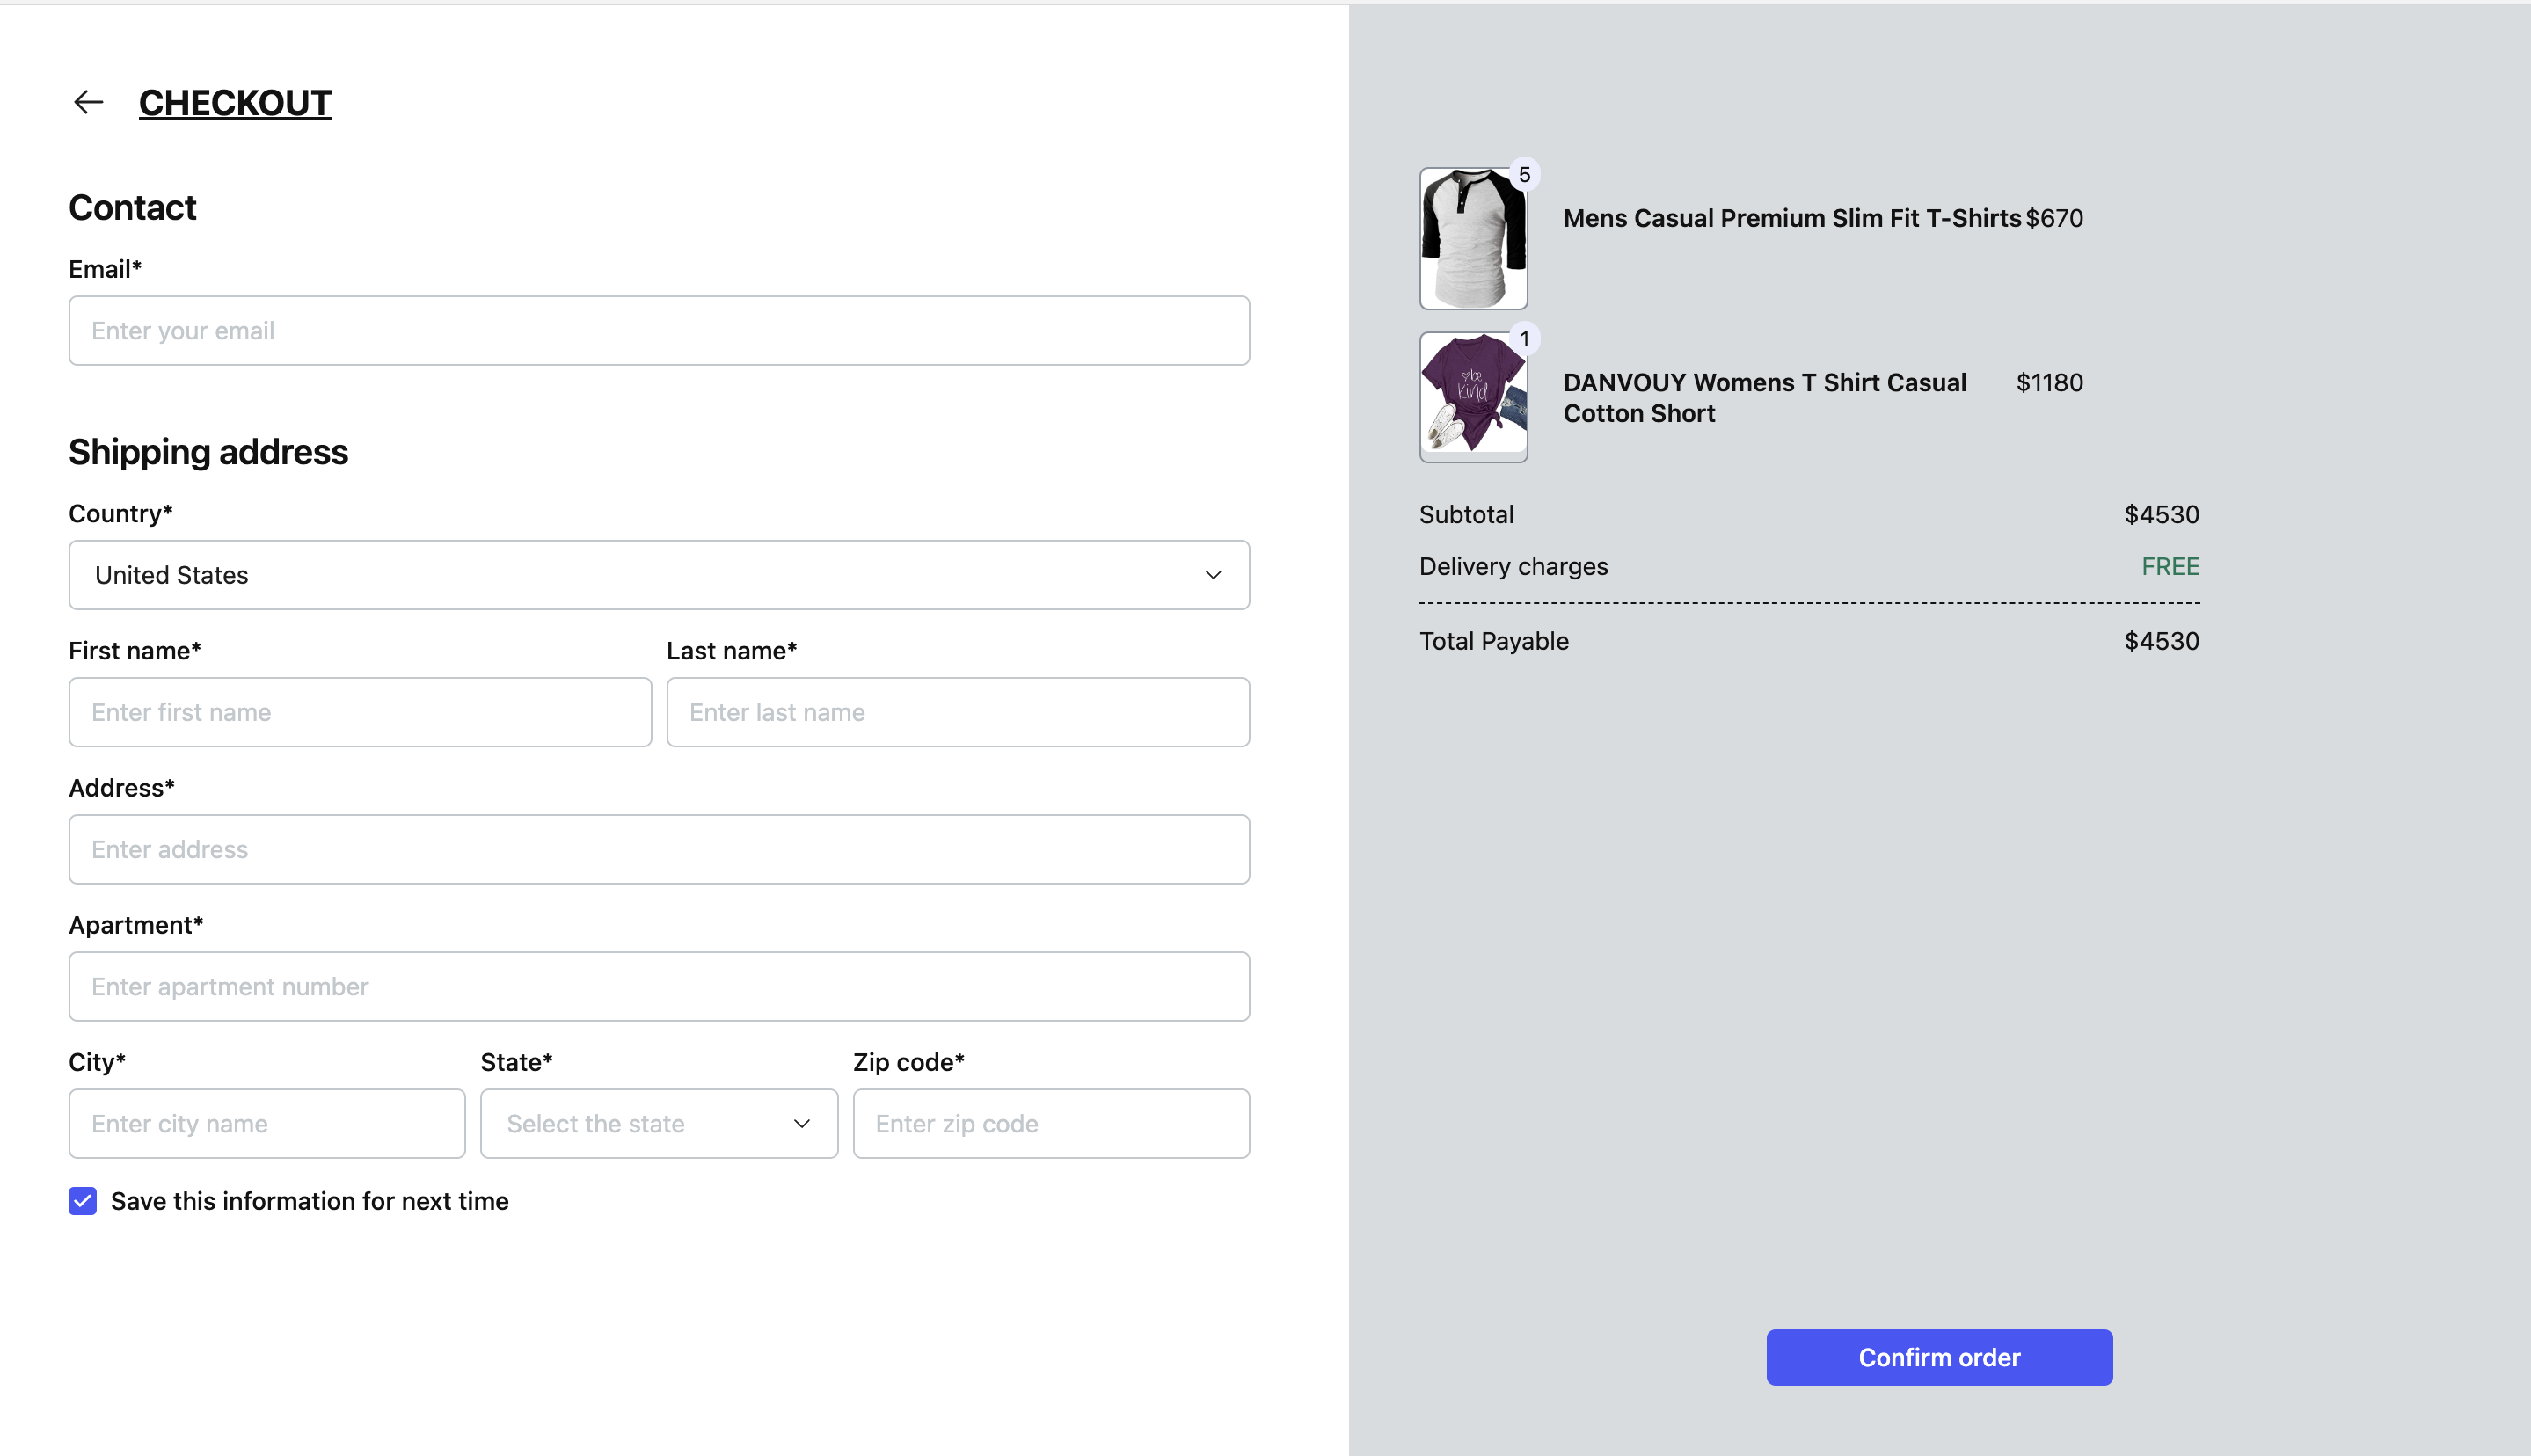 CHECKOUT
Contact
Email*
Enter your email
Shipping address
Country*
United States
First name*
Last name*
Enter first name
Enter last name
Address*
Enter address
Apartment*
Enter apartment number
City*
State*
Zip code*
Enter city name
Select the state
Enter zip code
Save this information for next time
5
Mens Casual Premium Slim Fit T-Shirts $670
1
be
kind
DANVOUY Womens T Shirt Casual $1180
Cotton Short
Subtotal $4530
Delivery charges FREE
Total Payable $4530
Confirm order